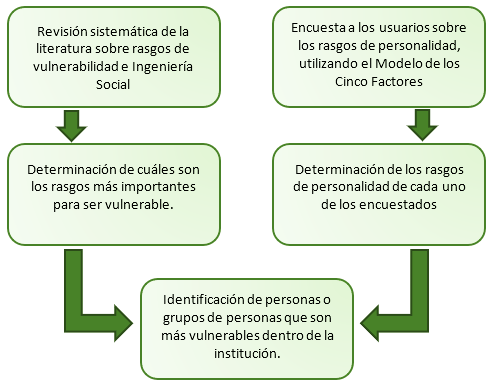 Revisión sistemática de la
literatura sobre rasgos de
vulnerabilidad e Ingeniería
Social
Encuesta a los usuarios sobre
los rasgos de personalidad,
utilizando el Modelo de los
Cinco Factores
Determinación de cuáles son
los rasgos más importantes
para ser vulnerable.
Determinación de los rasgos
de personalidad de cada uno
de los encuestados
Identificación de personas o
grupos de personas que son
más vulnerables dentro de la
institución.